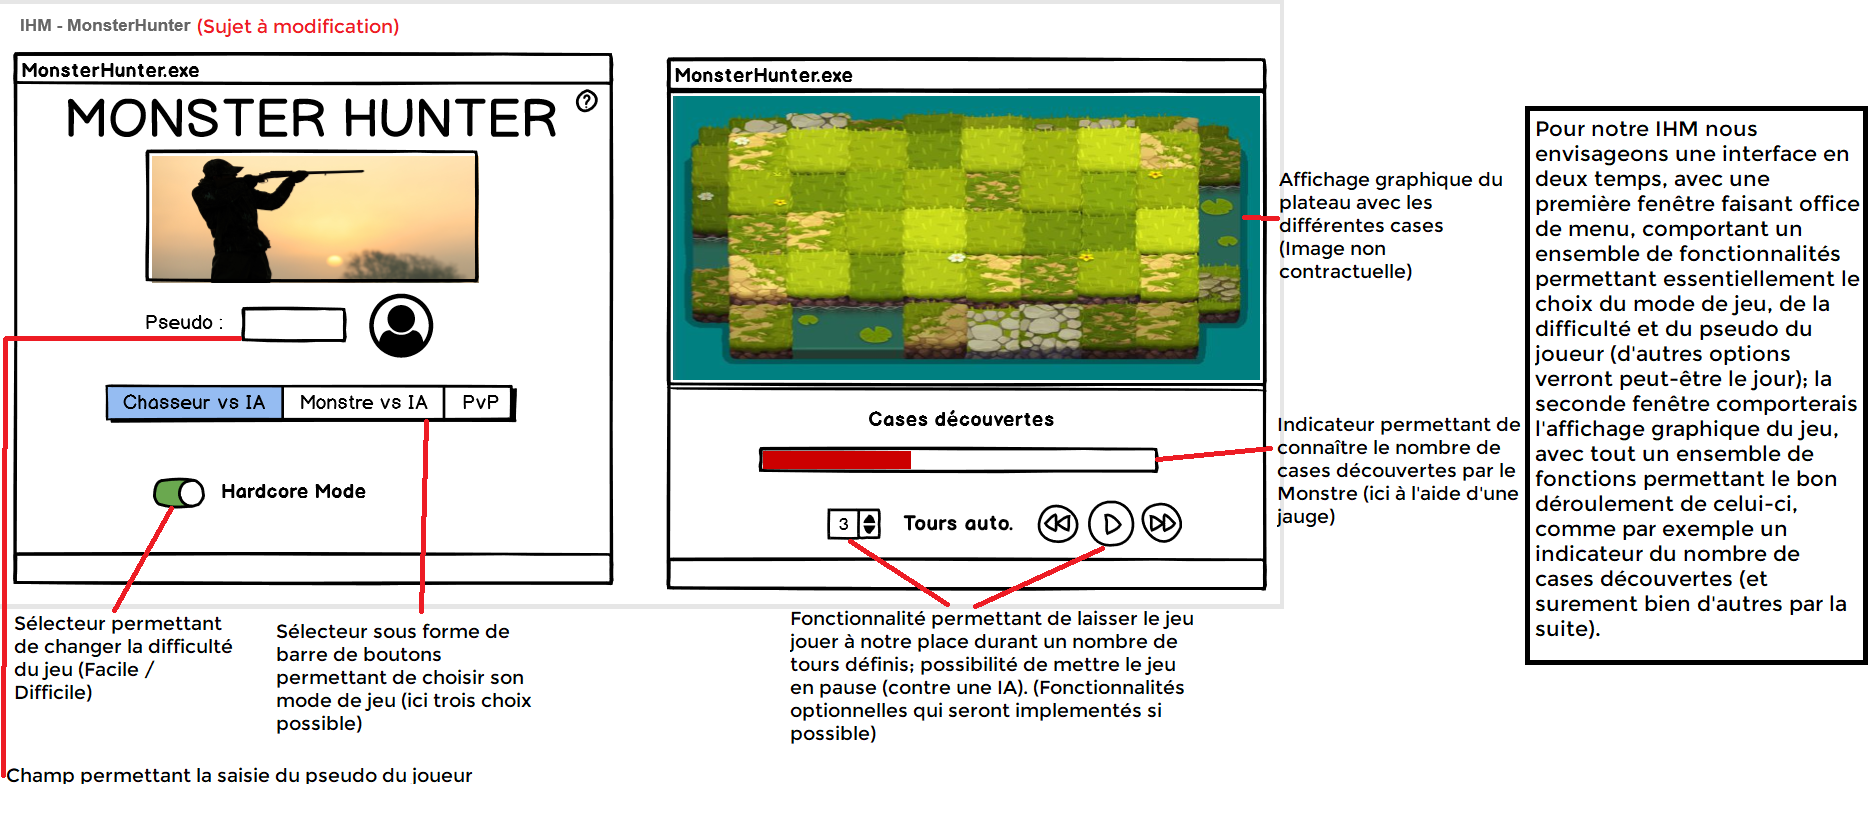 IHM - MonsterHunter (Sujet à modification)
MonsterHunter.exe
MONSTER HUNTER
?
Pseudo :
Chasseur vs IA
Monstre vs IA
PvP
Hardcore Mode
Sélecteur permettant
de changer la difficulté
du jeu (Facile /
Difficile)
Sélecteur sous forme de
barre de boutons
permettant de choisir son
mode de jeu (ici trois choix
possible)
Champ permettant la saisie du pseudo du joueur
MonsterHunter.exe
Cases découvertes
3
Tours auto.
Affichage graphique du
plateau avec les
différentes cases
(Image non
contractuelle)
Indicateur permettant de
connaître le nombre de
cases découvertes par le
Monstre (ici à l'aide d'une
jauge)
Fonctionnalité permettant de laisser le jeu
jouer à notre place durant un nombre de
tours définis; possibilité de mettre le jeu
en pause (contre une IA). (Fonctionnalités
optionnelles qui seront implementés si
possible)
Pour notre IHM nous
envisageons une interface en
deux temps, avec une
première fenêtre faisant office
de menu, comportant un
ensemble de fonctionnalités
permettant essentiellement le
choix du mode de jeu, de la
difficulté et du pseudo du
joueur (d'autres options
verront peut-être le jour); la
seconde fenêtre comporterais
l'affichage graphique du jeu,
avec tout un ensemble de
fonctions permettant le bon
déroulement de celui-ci,
comme par exemple un
indicateur du nombre de
cases découvertes (et
surement bien d'autres par la
suite).